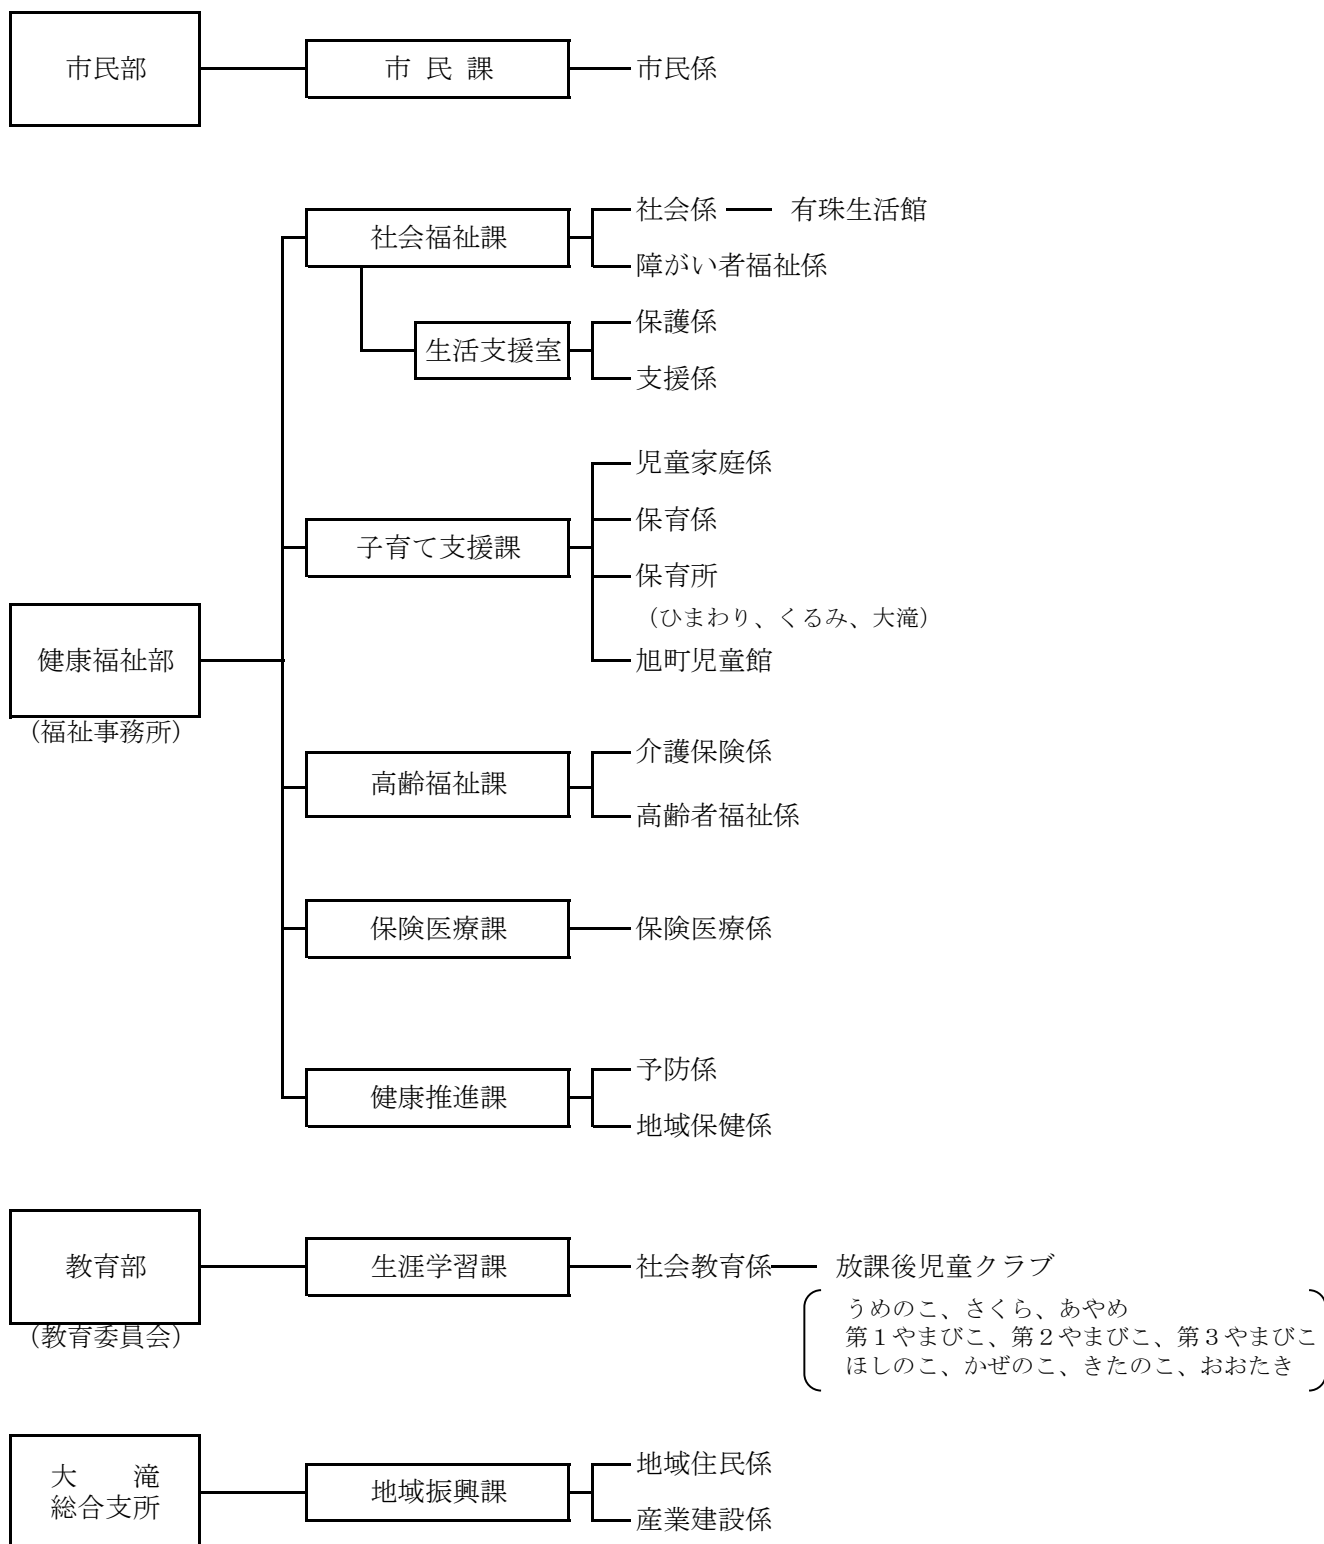 市民部
市 民 課
市民係
社会福祉課
社会係
有珠生活館
障がい者福祉係
生活支援室
保護係
支援係
子育て支援課
児童家庭係
保育係
保育所
（ひまわり、くるみ、大滝）
旭町児童館
健康福祉部
（福祉事務所）
高齢福祉課
介護保険係
高齢者福祉係
保険医療課
保険医療係
健康推進課
予防係
地域保健係
教育部
（教育委員会）
生涯学習課
社会教育係
放課後児童クラブ
うめのこ、さくら、あやめ
第１やまびこ、第２やまびこ、第３やまびこ
ほしのこ、かぜのこ、きたのこ、おおたき
大　　滝
総合支所
地域振興課
地域住民係
産業建設係